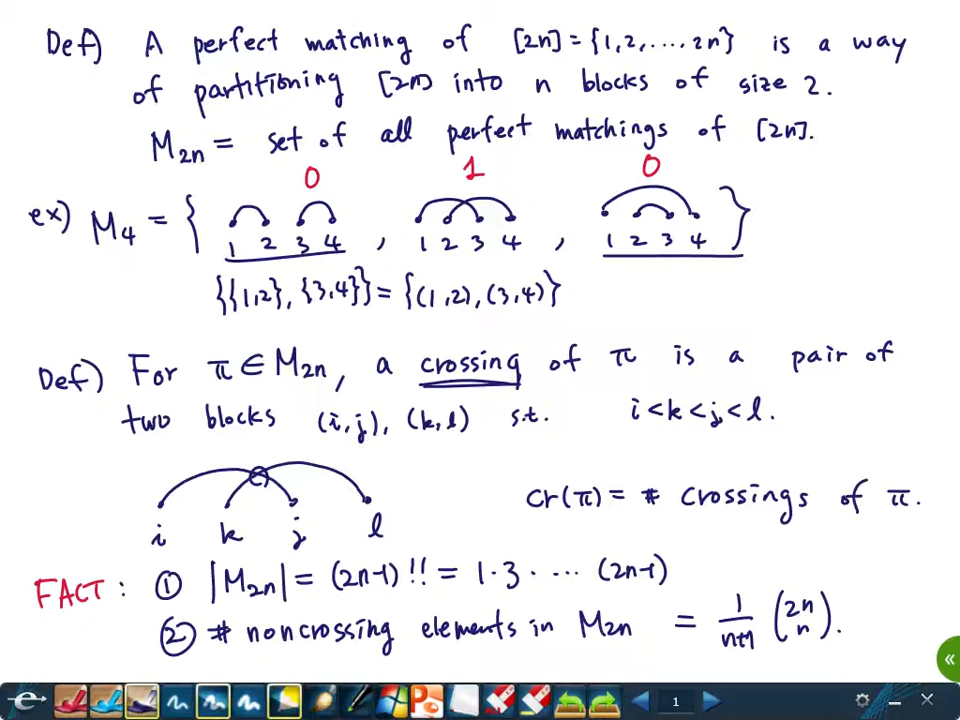 Def) A perfect matching of [2n] = {1,2,....2n} is a way
of partitioning [2n] into n blocks of size 2.
M2n = set of all perfect matchings of [2n].
0 1 0
ex) M4 = { 1 2 3 4 , 1 2 3 4 , 1 2 3 4 }
{{1,2}, {3,4}} = {(1,2), (3,4)}
Def) For π ∈ M2n, a crossing of π is a pair of
two blocks (i,j), (k,l) s.t. i<k<j<l.
i k j l
cr(π) = # crossings of π.
FACT : ① |M2n| = (2n-1)!! = 1·3· ... (2n-1)
② # noncrossing elements in M2n = 1/(n+1) (2n n).
1